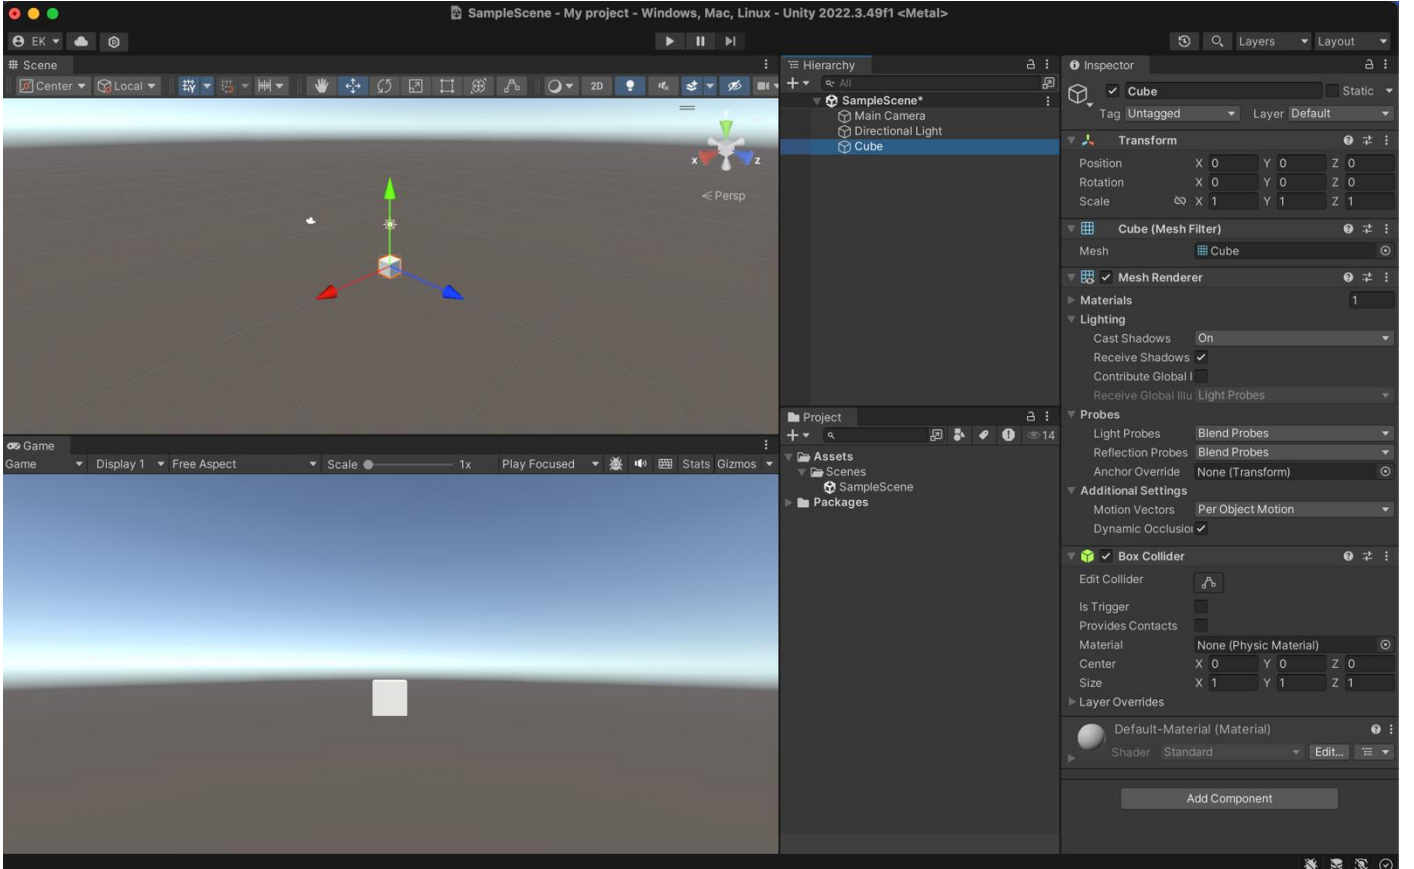 SampleScene - My project - Windows, Mac, Linux - Unity 2022.3.49f1 <Metal>
EK
Layers
Layout
Scene
Center
Local
2D
y
x
z
< Persp
Game
Game
Display 1
Free Aspect
Scale
1x
Play Focused
Stats
Gizmos
Hierarchy
All
SampleScene*
Main Camera
Directional Light
Cube
Project
14
Assets
Scenes
SampleScene
Packages
Inspector
Cube
Static
Tag Untagged Layer Default
Transform
Position X 0 Y 0 Z 0
Rotation X 0 Y 0 Z 0
Scale X 1 Y 1 Z 1
Cube (Mesh Filter)
Mesh Cube
Mesh Renderer
Materials 1
Lighting
Cast Shadows On
Receive Shadows
Contribute Global I
Receive Global Illu Light Probes
Probes
Light Probes Blend Probes
Reflection Probes Blend Probes
Anchor Override None (Transform)
Additional Settings
Motion Vectors Per Object Motion
Dynamic Occlusion
Box Collider
Edit Collider
Is Trigger
Provides Contacts
Material None (Physic Material)
Center X 0 Y 0 Z 0
Size X 1 Y 1 Z 1
Layer Overrides
Default-Material (Material)
Shader Standard Edit...
Add Component